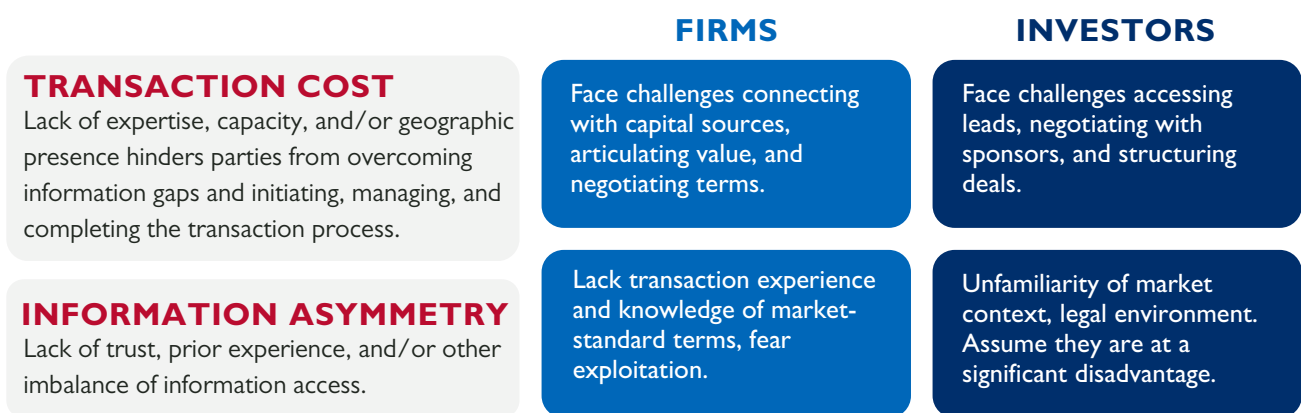 FIRMS
INVESTORS
TRANSACTION COST
Lack of expertise, capacity, and/or geographic
presence hinders parties from overcoming
information gaps and initiating, managing, and
completing the transaction process.
Face challenges connecting
with capital sources,
articulating value, and
negotiating terms.
Face challenges accessing
leads, negotiating with
sponsors, and structuring
deals.
INFORMATION ASYMMETRY
Lack of trust, prior experience, and/or other
imbalance of information access.
Lack transaction experience
and knowledge of market-
standard terms, fear
exploitation.
Unfamiliarity of market
context, legal environment.
Assume they are at a
significant disadvantage.